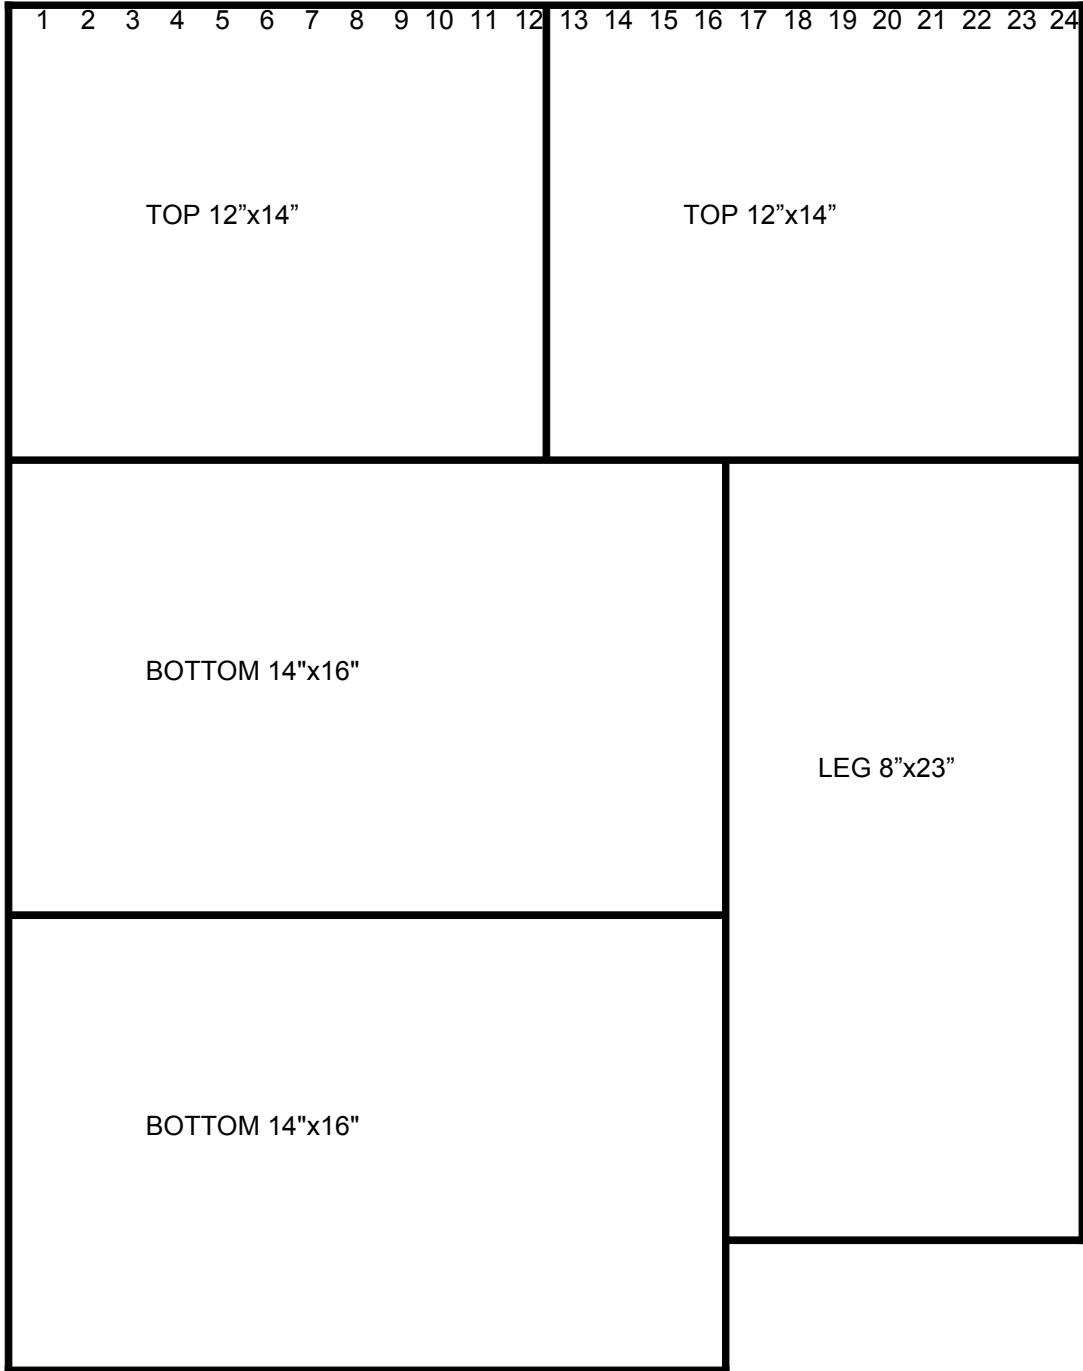 1 2 3 4 5 6 7 8 9 10 11 12 13 14 15 16 17 18 19 20 21 22 23 24
TOP 12”x14” TOP 12”x14”
BOTTOM 14"x16"
LEG 8”x23”
BOTTOM 14"x16"